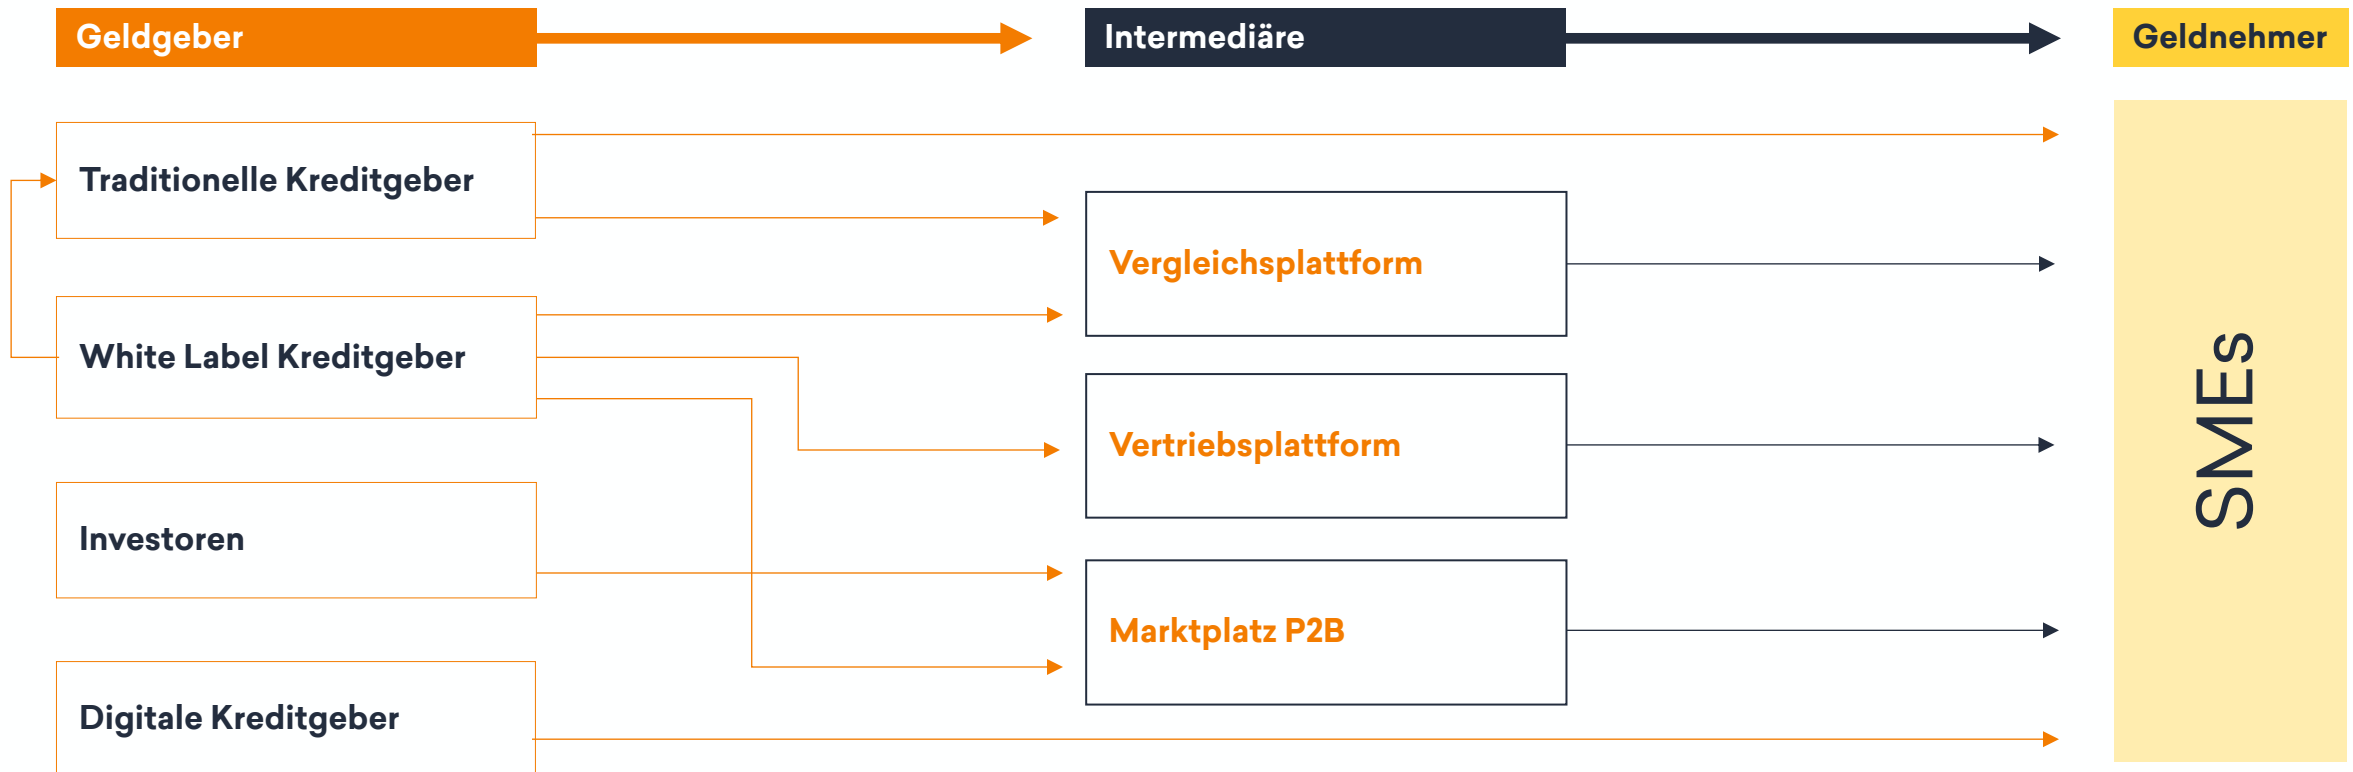 Geldgeber
Intermediäre
Geldnehmer
Traditionelle Kreditgeber
White Label Kreditgeber
Investoren
Digitale Kreditgeber
Vergleichsplattform
Vertriebsplattform
Marktplatz P2B
SMEs